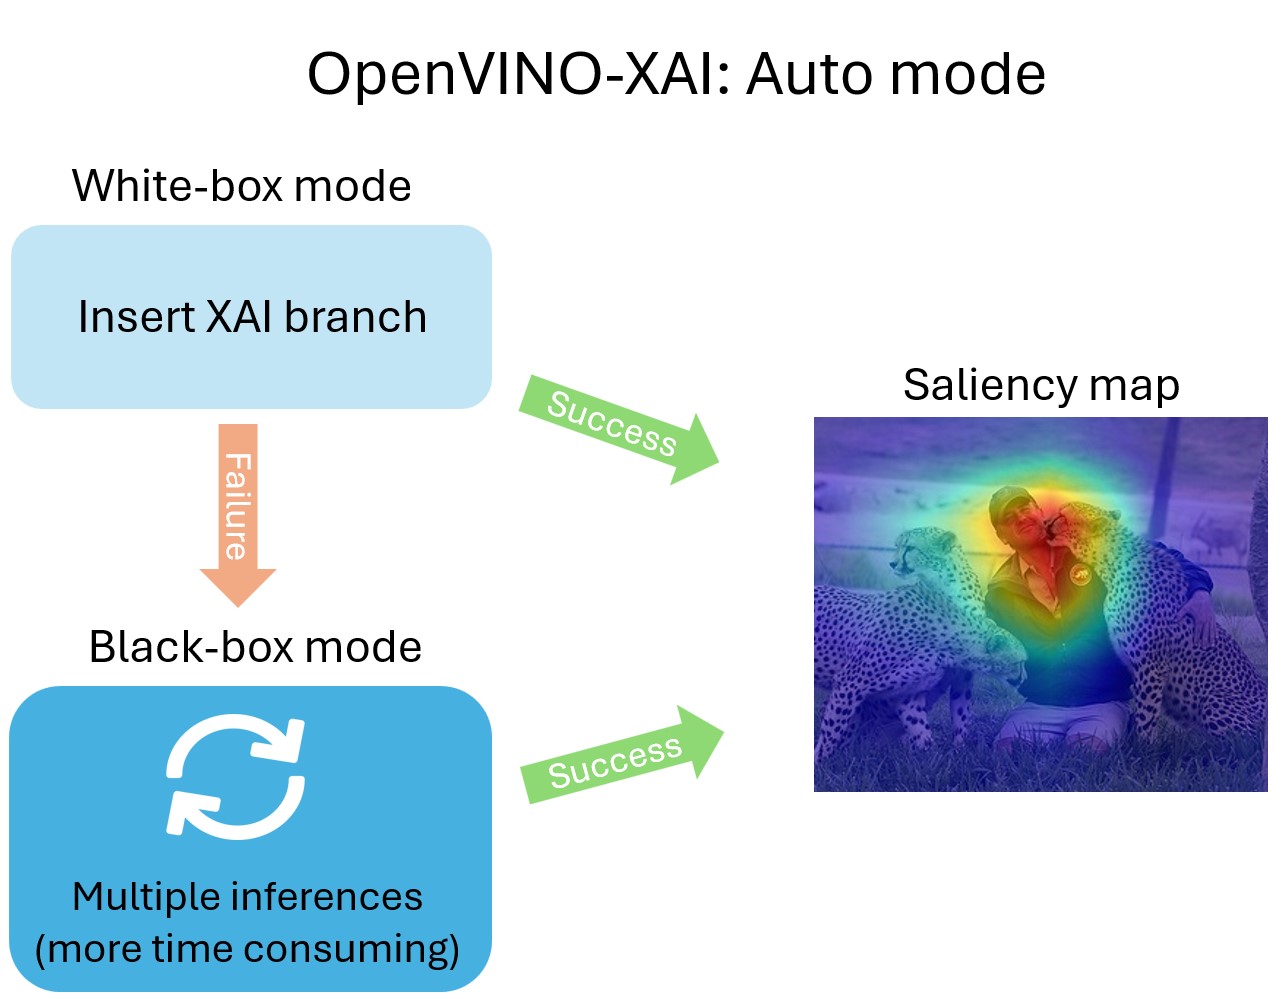 OpenVINO-XAI: Auto mode
White-box mode
Insert XAI branch
Success
Failure
Saliency map
Black-box mode
Success
Multiple inferences
(more time consuming)